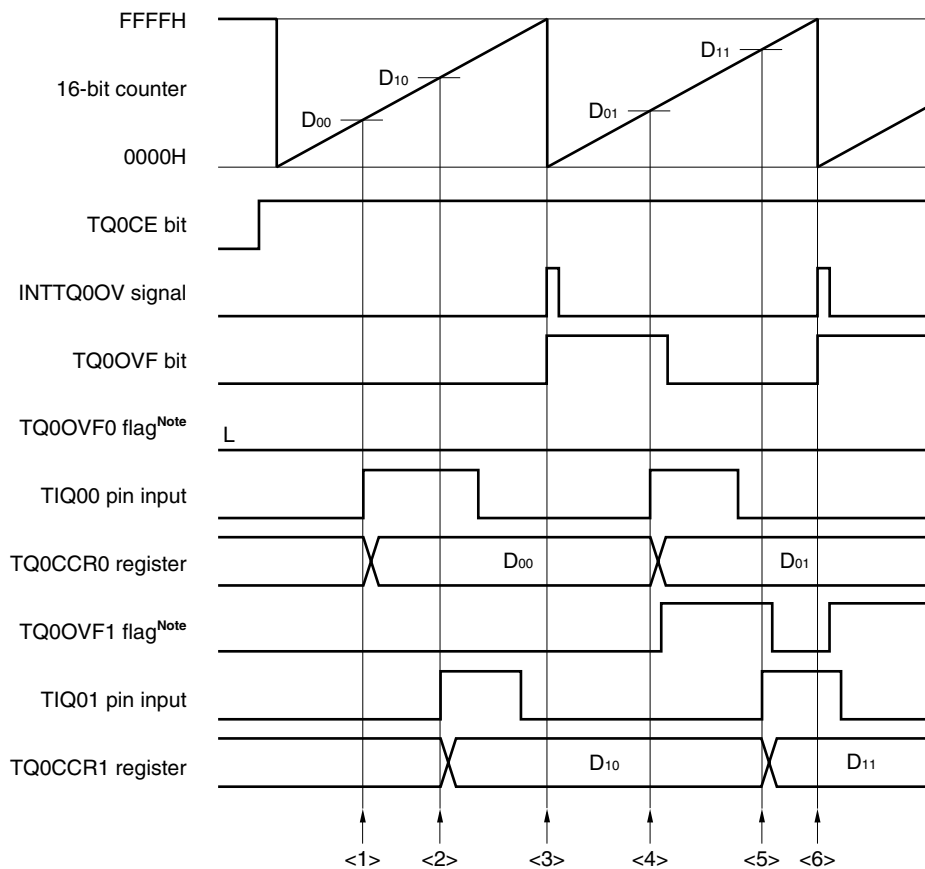 FFFFH
D11
D10
16-bit counter
D00
D01
0000H
TQ0CE bit
INTTQ0OV signal
TQ0OVF bit
TQ0OVF0 flagNote
L
TIQ00 pin input
TQ0CCR0 register
D00
D01
TQ0OVF1 flagNote
TIQ01 pin input
TQ0CCR1 register
D10
D11
<1>
<2>
<3>
<4>
<5>
<6>